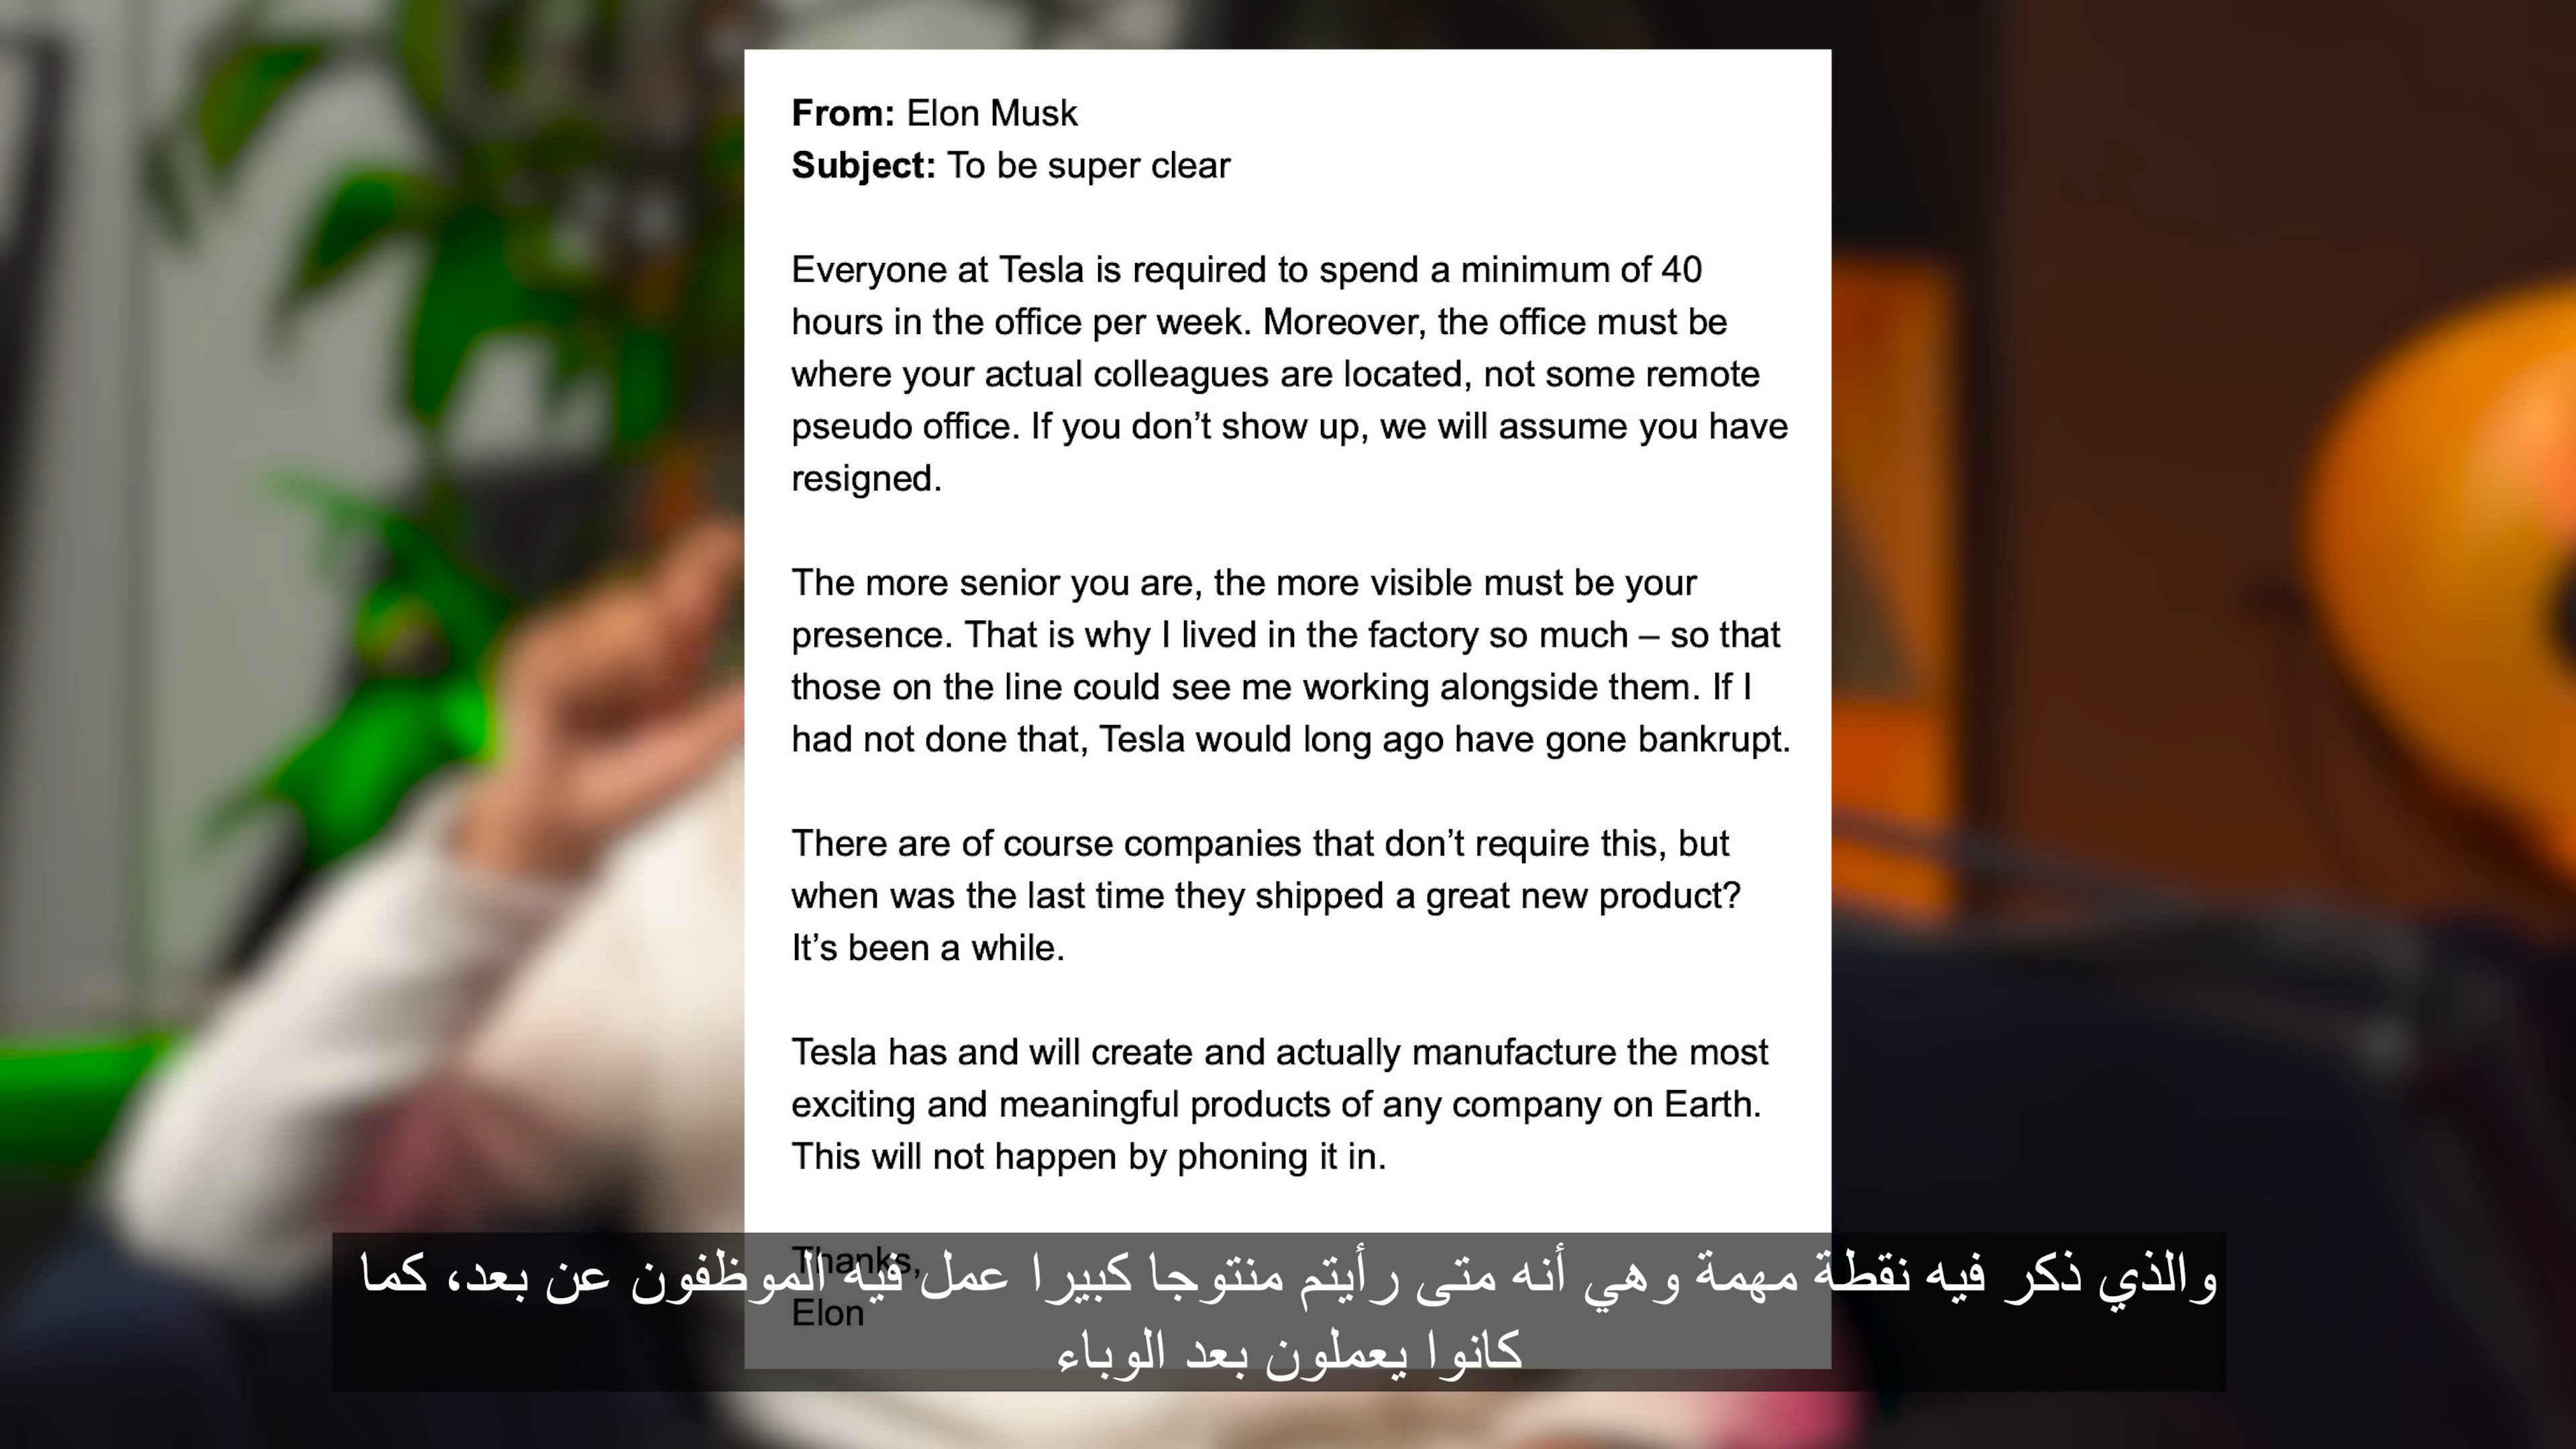 From: Elon Musk
Subject: To be super clear
Everyone at Tesla is required to spend a minimum of 40
hours in the office per week. Moreover, the office must be
where your actual colleagues are located, not some remote
pseudo office. If you don’t show up, we will assume you have
resigned.
The more senior you are, the more visible must be your
presence. That is why I lived in the factory so much – so that
those on the line could see me working alongside them. If I
had not done that, Tesla would long ago have gone bankrupt.
There are of course companies that don’t require this, but
when was the last time they shipped a great new product?
It’s been a while.
Tesla has and will create and actually manufacture the most
exciting and meaningful products of any company on Earth.
This will not happen by phoning it in.
Thanks,
Elon
والذي ذكر فيه نقطة مهمة وهي أنه متى رأيتم منتوجا كبيرا عمل فيه الموظفون عن بعد، كما
كانوا يعملون بعد الوباء